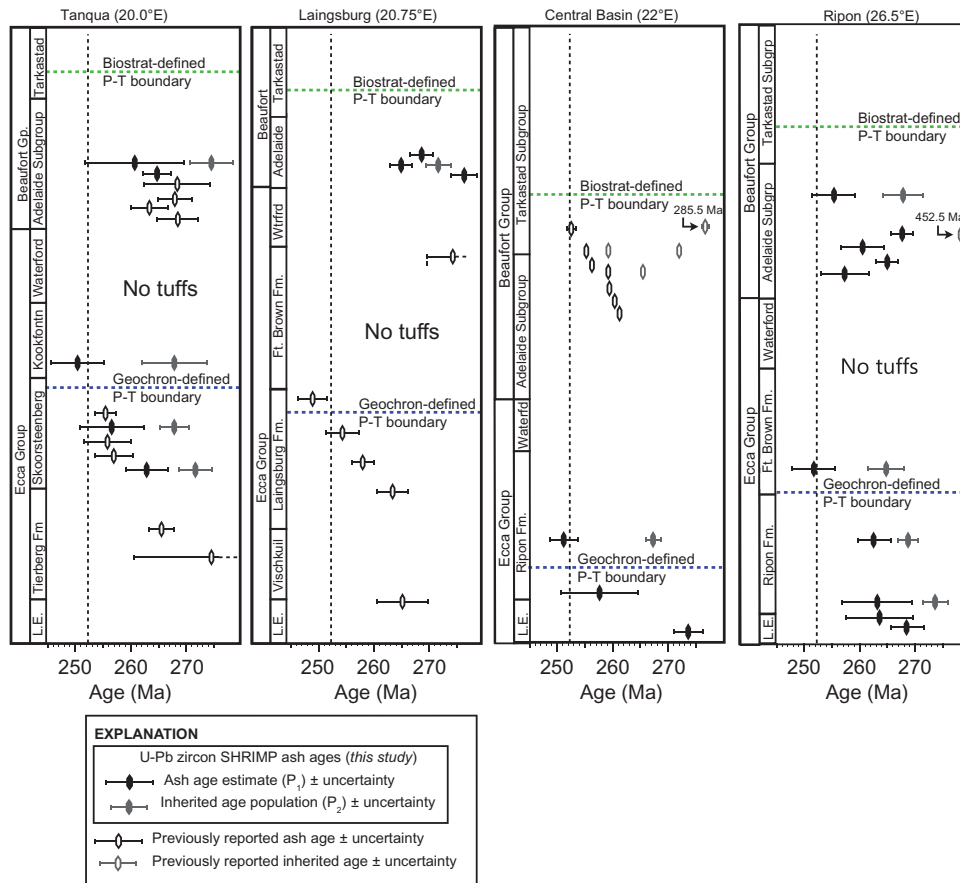 Tanqua (20.0°E)
Tarkastad
Adelaide Subgroup
Beaufort Gp.
Waterford
Kookfontn
Skoorsteenberg
Ecca Group
Tierberg Fm
L.E.
Biostrat-defined
P-T boundary
No tuffs
Geochron-defined
P-T boundary
250 260 270
Age (Ma)
Laingsburg (20.75°E)
Beaufort
Tarkastad
Adelaide
Wtrfrd
Ft. Brown Fm.
Ecca Group
Laingsburg Fm.
Vischkuil
Biostrat-defined
P-T boundary
No tuffs
Geochron-defined
P-T boundary
250 260 270
Age (Ma)
Central Basin (22°E)
Beaufort Group
Tarkastad Subgroup
Adelaide Subgroup
Ecca Group
Waterfd
Ripon Fm.
L.E.
Biostrat-defined
P-T boundary
285.5 Ma
Geochron-defined
P-T boundary
250 260 270
Age (Ma)
Ripon (26.5°E)
Beaufort Group
Tarkastad Subgrp
Adelaide Subgrp
Ecca Group
Waterford
Ft. Brown Fm.
Ripon Fm.
L.E.
Biostrat-defined
P-T boundary
452.5 Ma
No tuffs
Geochron-defined
P-T boundary
250 260 270
Age (Ma)
EXPLANATION
U-Pb zircon SHRIMP ash ages (this study)
Ash age estimate (P₁) ± uncertainty
Inherited age population (P₂) ± uncertainty
Previously reported ash age ± uncertainty
Previously reported inherited age ± uncertainty